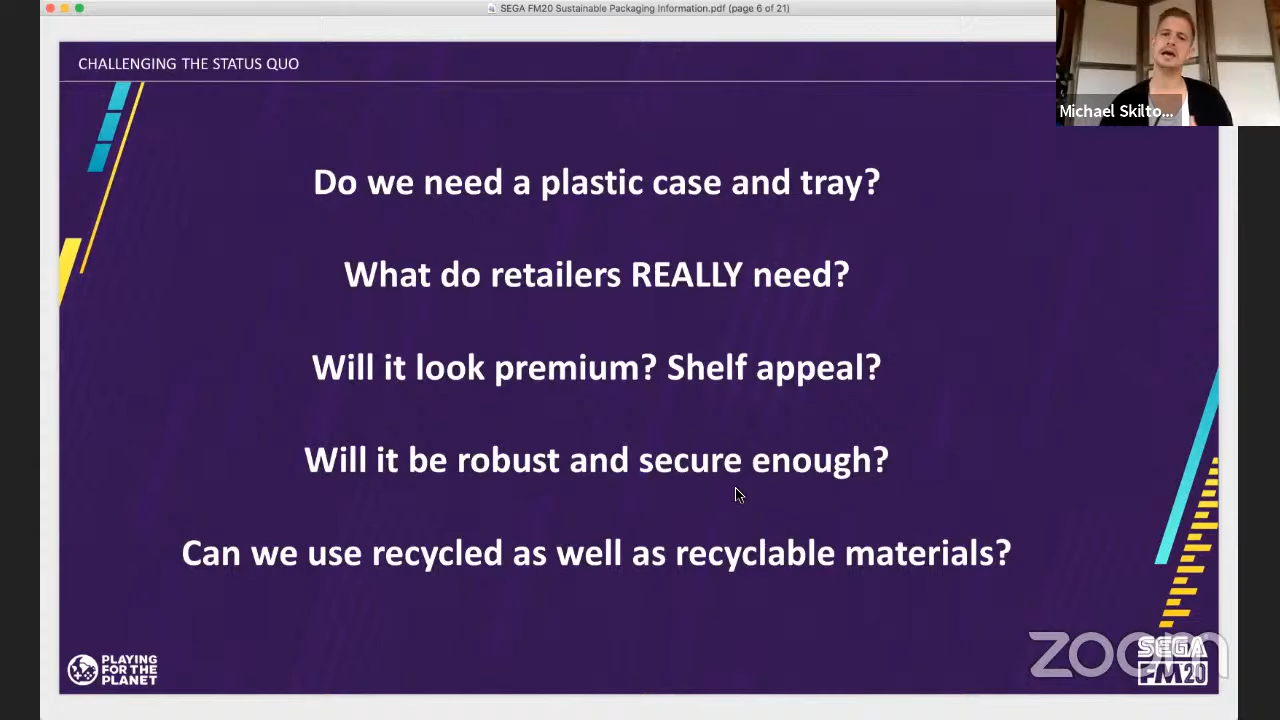 SEGA FM20 Sustainable Packaging Information.pdf (page 6 of 21)
CHALLENGING THE STATUS QUO
Michael Skilto...
Do we need a plastic case and tray?
What do retailers REALLY need?
Will it look premium? Shelf appeal?
Will it be robust and secure enough?
Can we use recycled as well as recyclable materials?
PLAYING
FOR THE
PLANET
zoom
SEGA
FM20